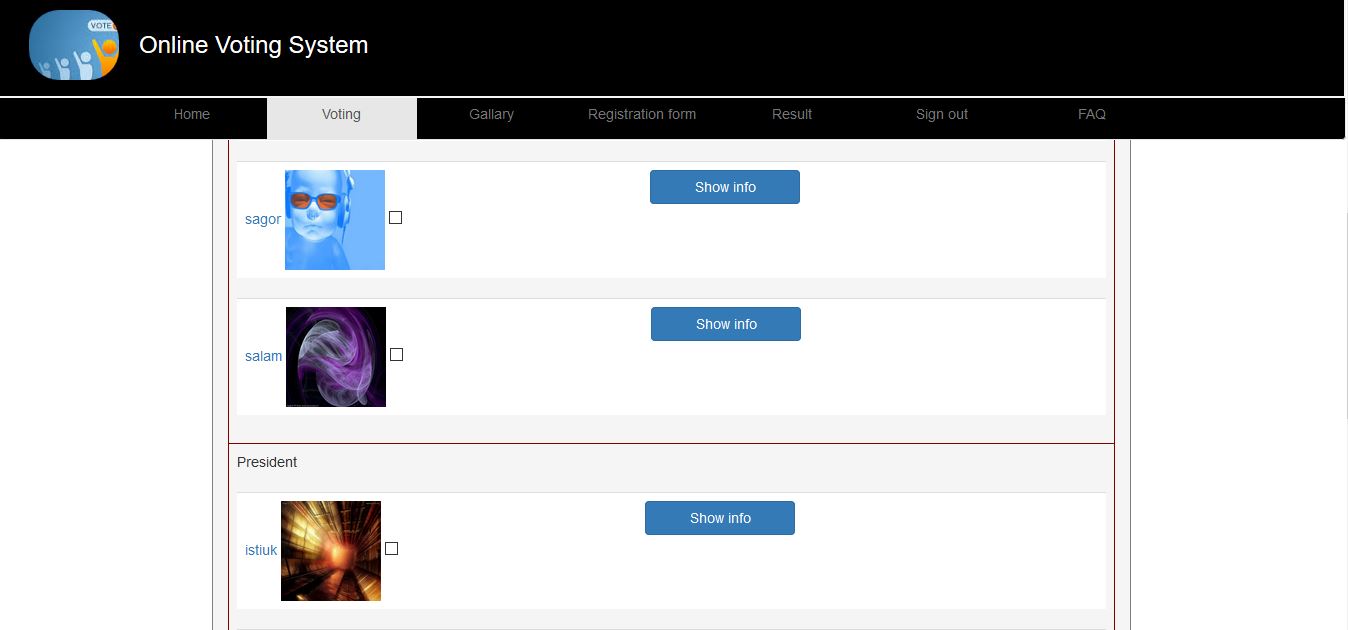 VOTE
Online Voting System
Home Voting Gallary Registration form Result Sign out FAQ
Show info
sagor
Show info
salam
President
Show info
istiuk